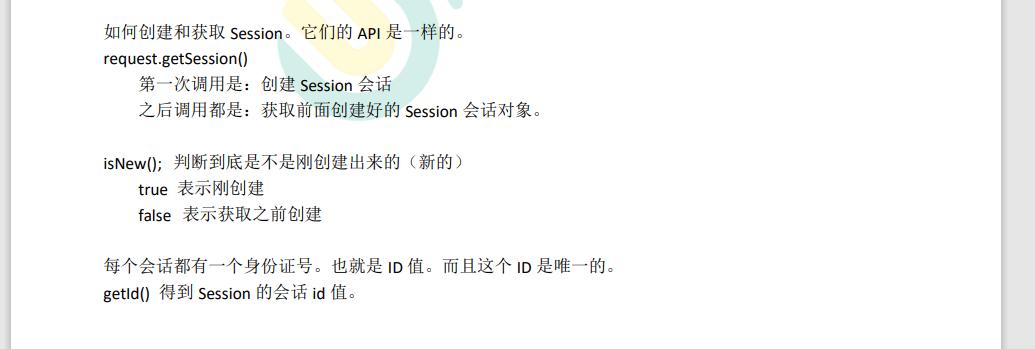 如何创建和获取 Session。它们的 API 是一样的。
request.getSession()
第一次调用是：创建 Session 会话
之后调用都是：获取前面创建好的 Session 会话对象。
isNew(); 判断到底是不是刚创建出来的（新的）
true 表示刚创建
false 表示获取之前创建
每个会话都有一个身份证号。也就是 ID 值。而且这个 ID 是唯一的。
getId() 得到 Session 的会话 id 值。